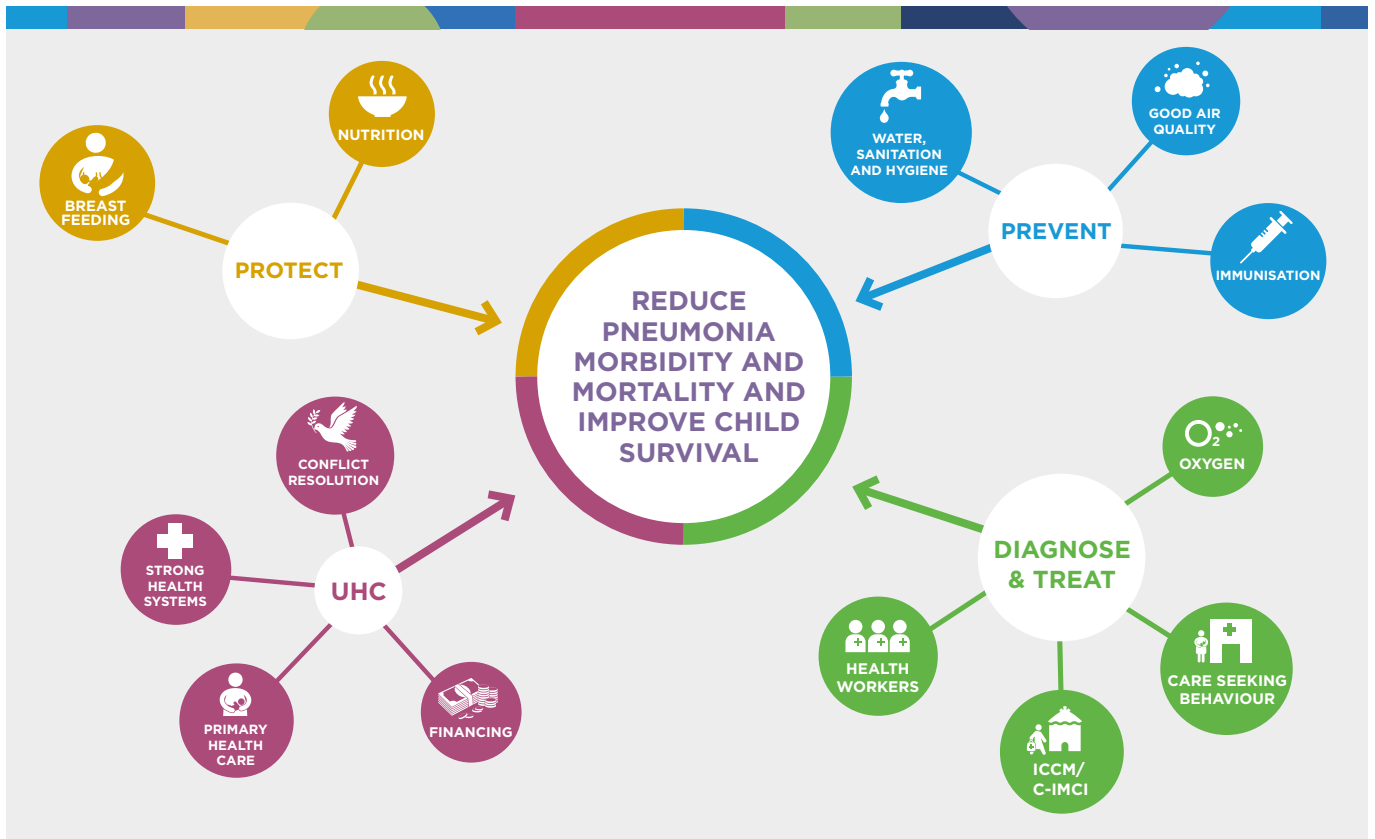 NUTRITION
BREAST
FEEDING
PROTECT
WATER,
SANITATION
AND HYGIENE
GOOD AIR
QUALITY
PREVENT
IMMUNISATION
REDUCE
PNEUMONIA
MORBIDITY AND
MORTALITY AND
IMPROVE CHILD
SURVIVAL
CONFLICT
RESOLUTION
STRONG
HEALTH
SYSTEMS
UHC
PRIMARY
HEALTH
CARE
FINANCING
O2
OXYGEN
DIAGNOSE
& TREAT
HEALTH
WORKERS
CARE SEEKING
BEHAVIOUR
ICCM/
C-IMCI